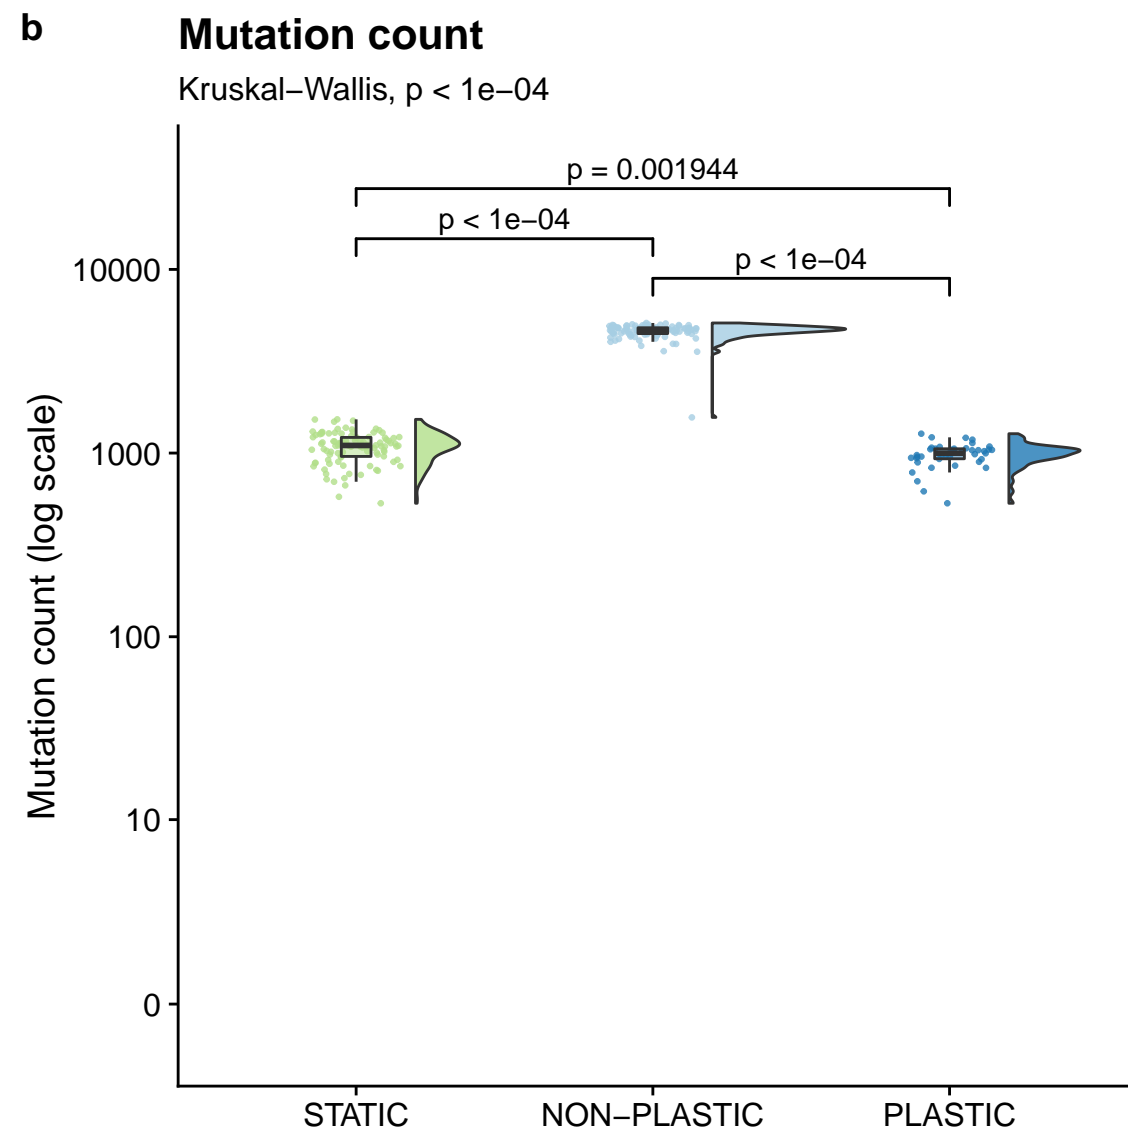 b
Mutation count
Kruskal−Wallis, p < 1e−04
p = 0.001944
p < 1e−04
p < 1e−04
10000
1000
100
10
0
Mutation count (log scale)
STATIC
NON−PLASTIC
PLASTIC